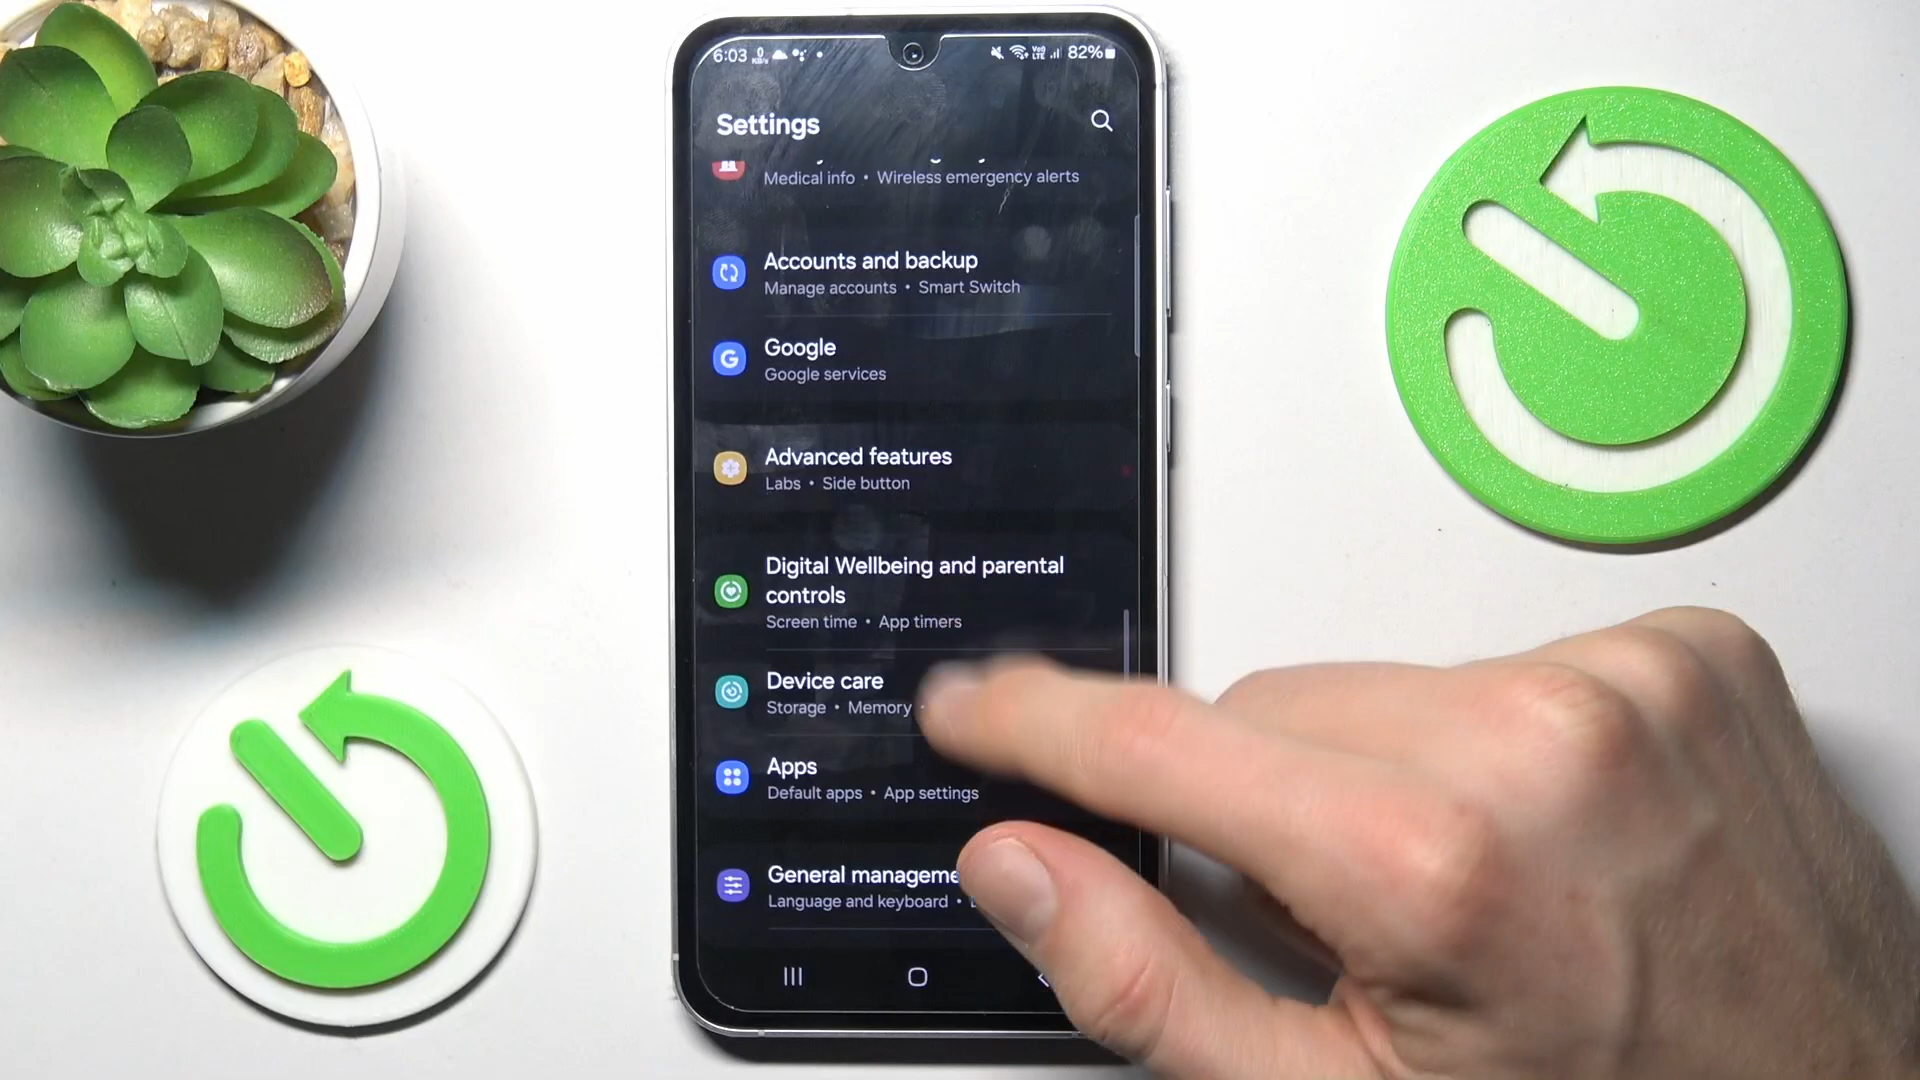 6:03
82%
Settings
Medical info • Wireless emergency alerts
Accounts and backup
Manage accounts • Smart Switch
Google
Google services
Advanced features
Labs • Side button
Digital Wellbeing and parental
controls
Screen time • App timers
Device care
Storage • Memory •
Apps
Default apps • App settings
General manageme
Language and keyboard •